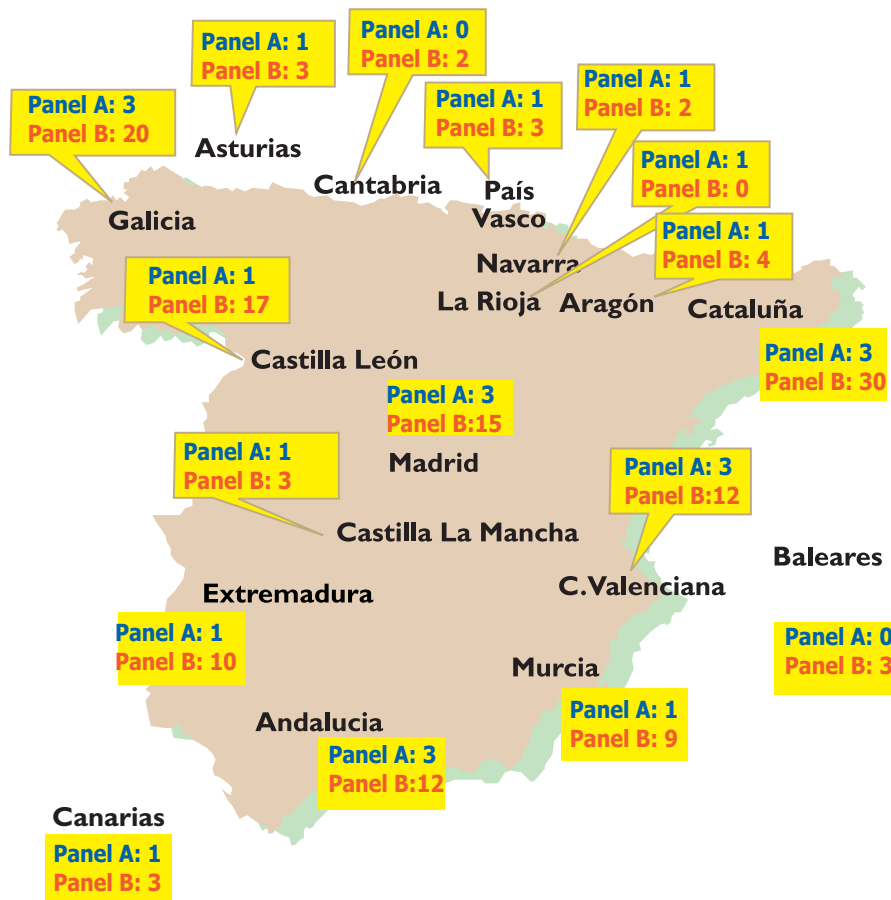 Panel A: 1
Panel B: 3
Asturias
Panel A: 0
Panel B: 2
Cantabria
Panel A: 1
Panel B: 3
País
Vasco
Panel A: 1
Panel B: 2
Navarra
Panel A: 1
Panel B: 0
La Rioja
Panel A: 3
Panel B: 20
Galicia
Panel A: 1
Panel B: 4
Aragón
Cataluña
Panel A: 3
Panel B: 30
Panel A: 1
Panel B: 17
Castilla León
Panel A: 3
Panel B:15
Madrid
Panel A: 1
Panel B: 3
Castilla La Mancha
Panel A: 3
Panel B:12
C.Valenciana
Baleares
Panel A: 0
Panel B: 3
Extremadura
Panel A: 1
Panel B: 10
Murcia
Panel A: 1
Panel B: 9
Andalucia
Panel A: 3
Panel B:12
Canarias
Panel A: 1
Panel B: 3